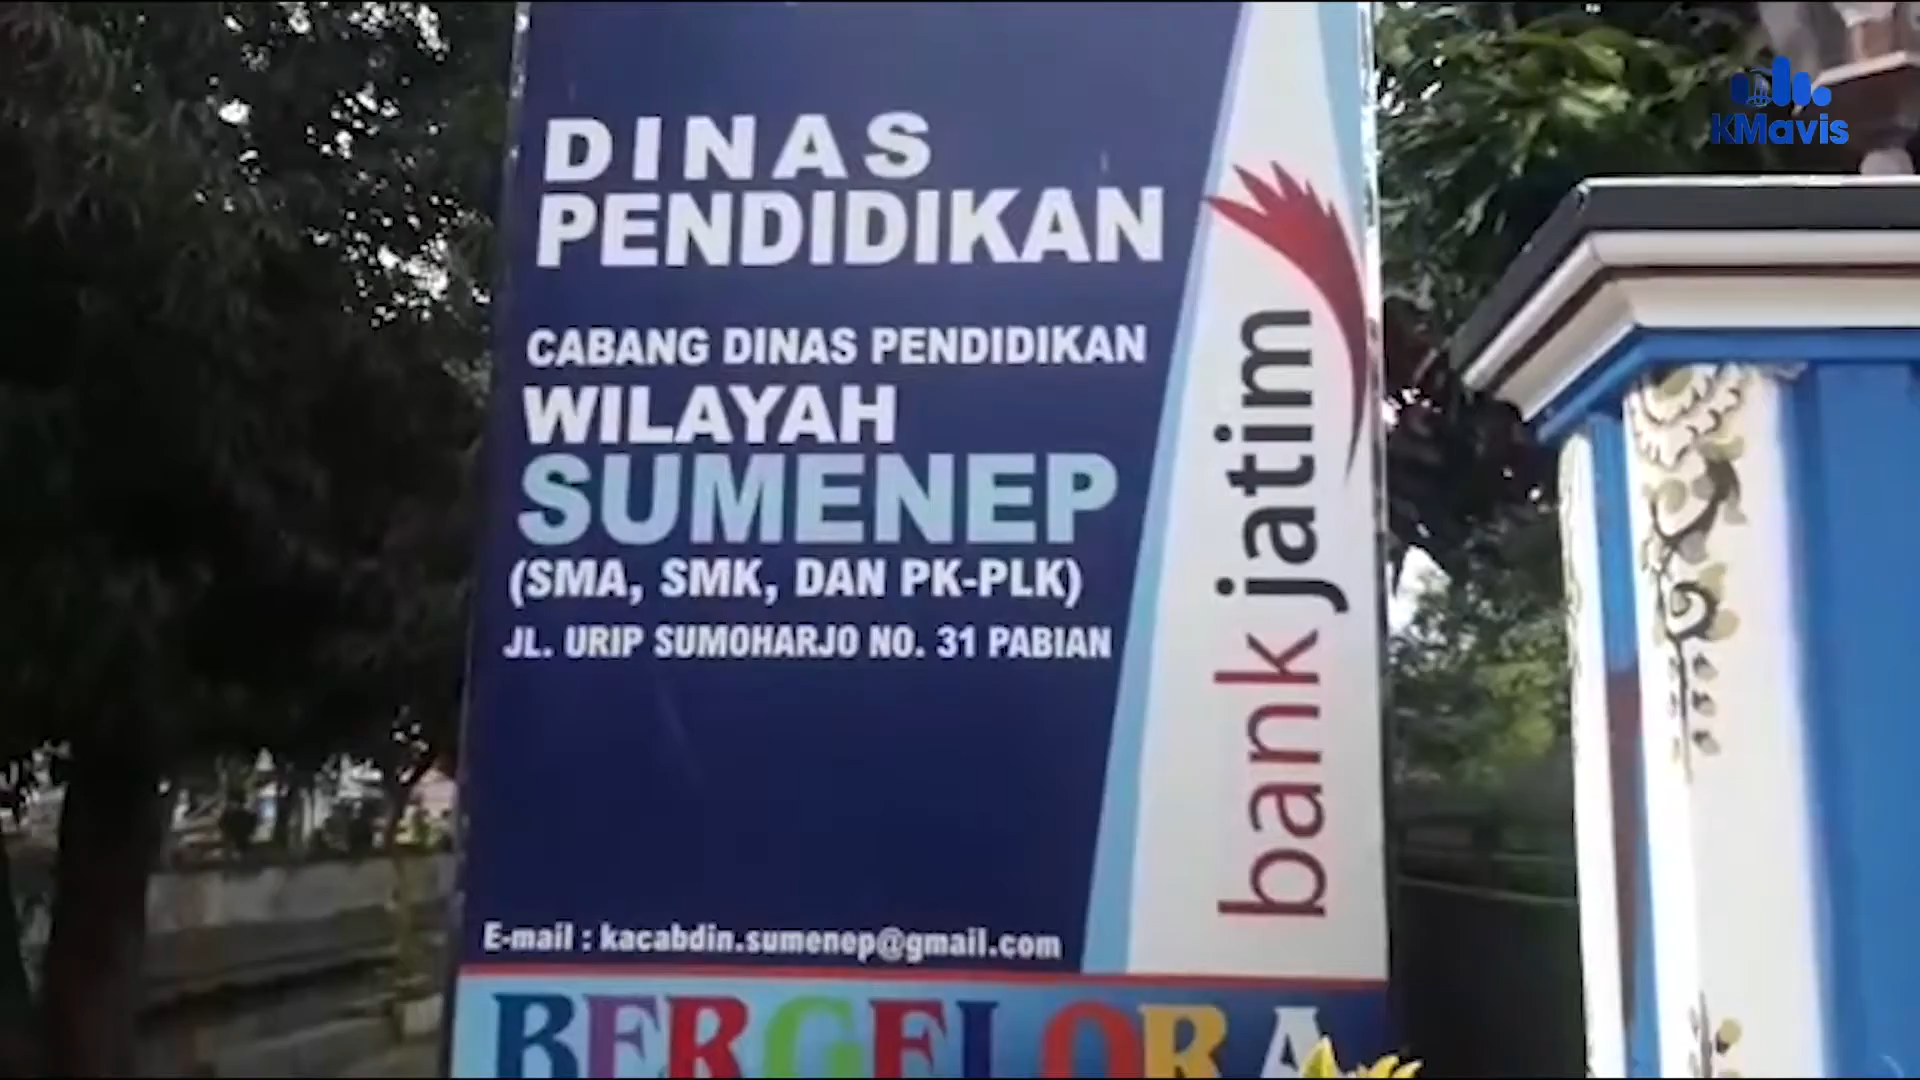 KMavis
DINAS
PENDIDIKAN
CABANG DINAS PENDIDIKAN
WILAYAH
SUMENEP
(SMA, SMK, DAN PK-PLK)
JL. URIP SUMOHARJO NO. 31 PABIAN
bank jatim
E-mail : kacabdin.sumenep@gmail.com
BERGELORA